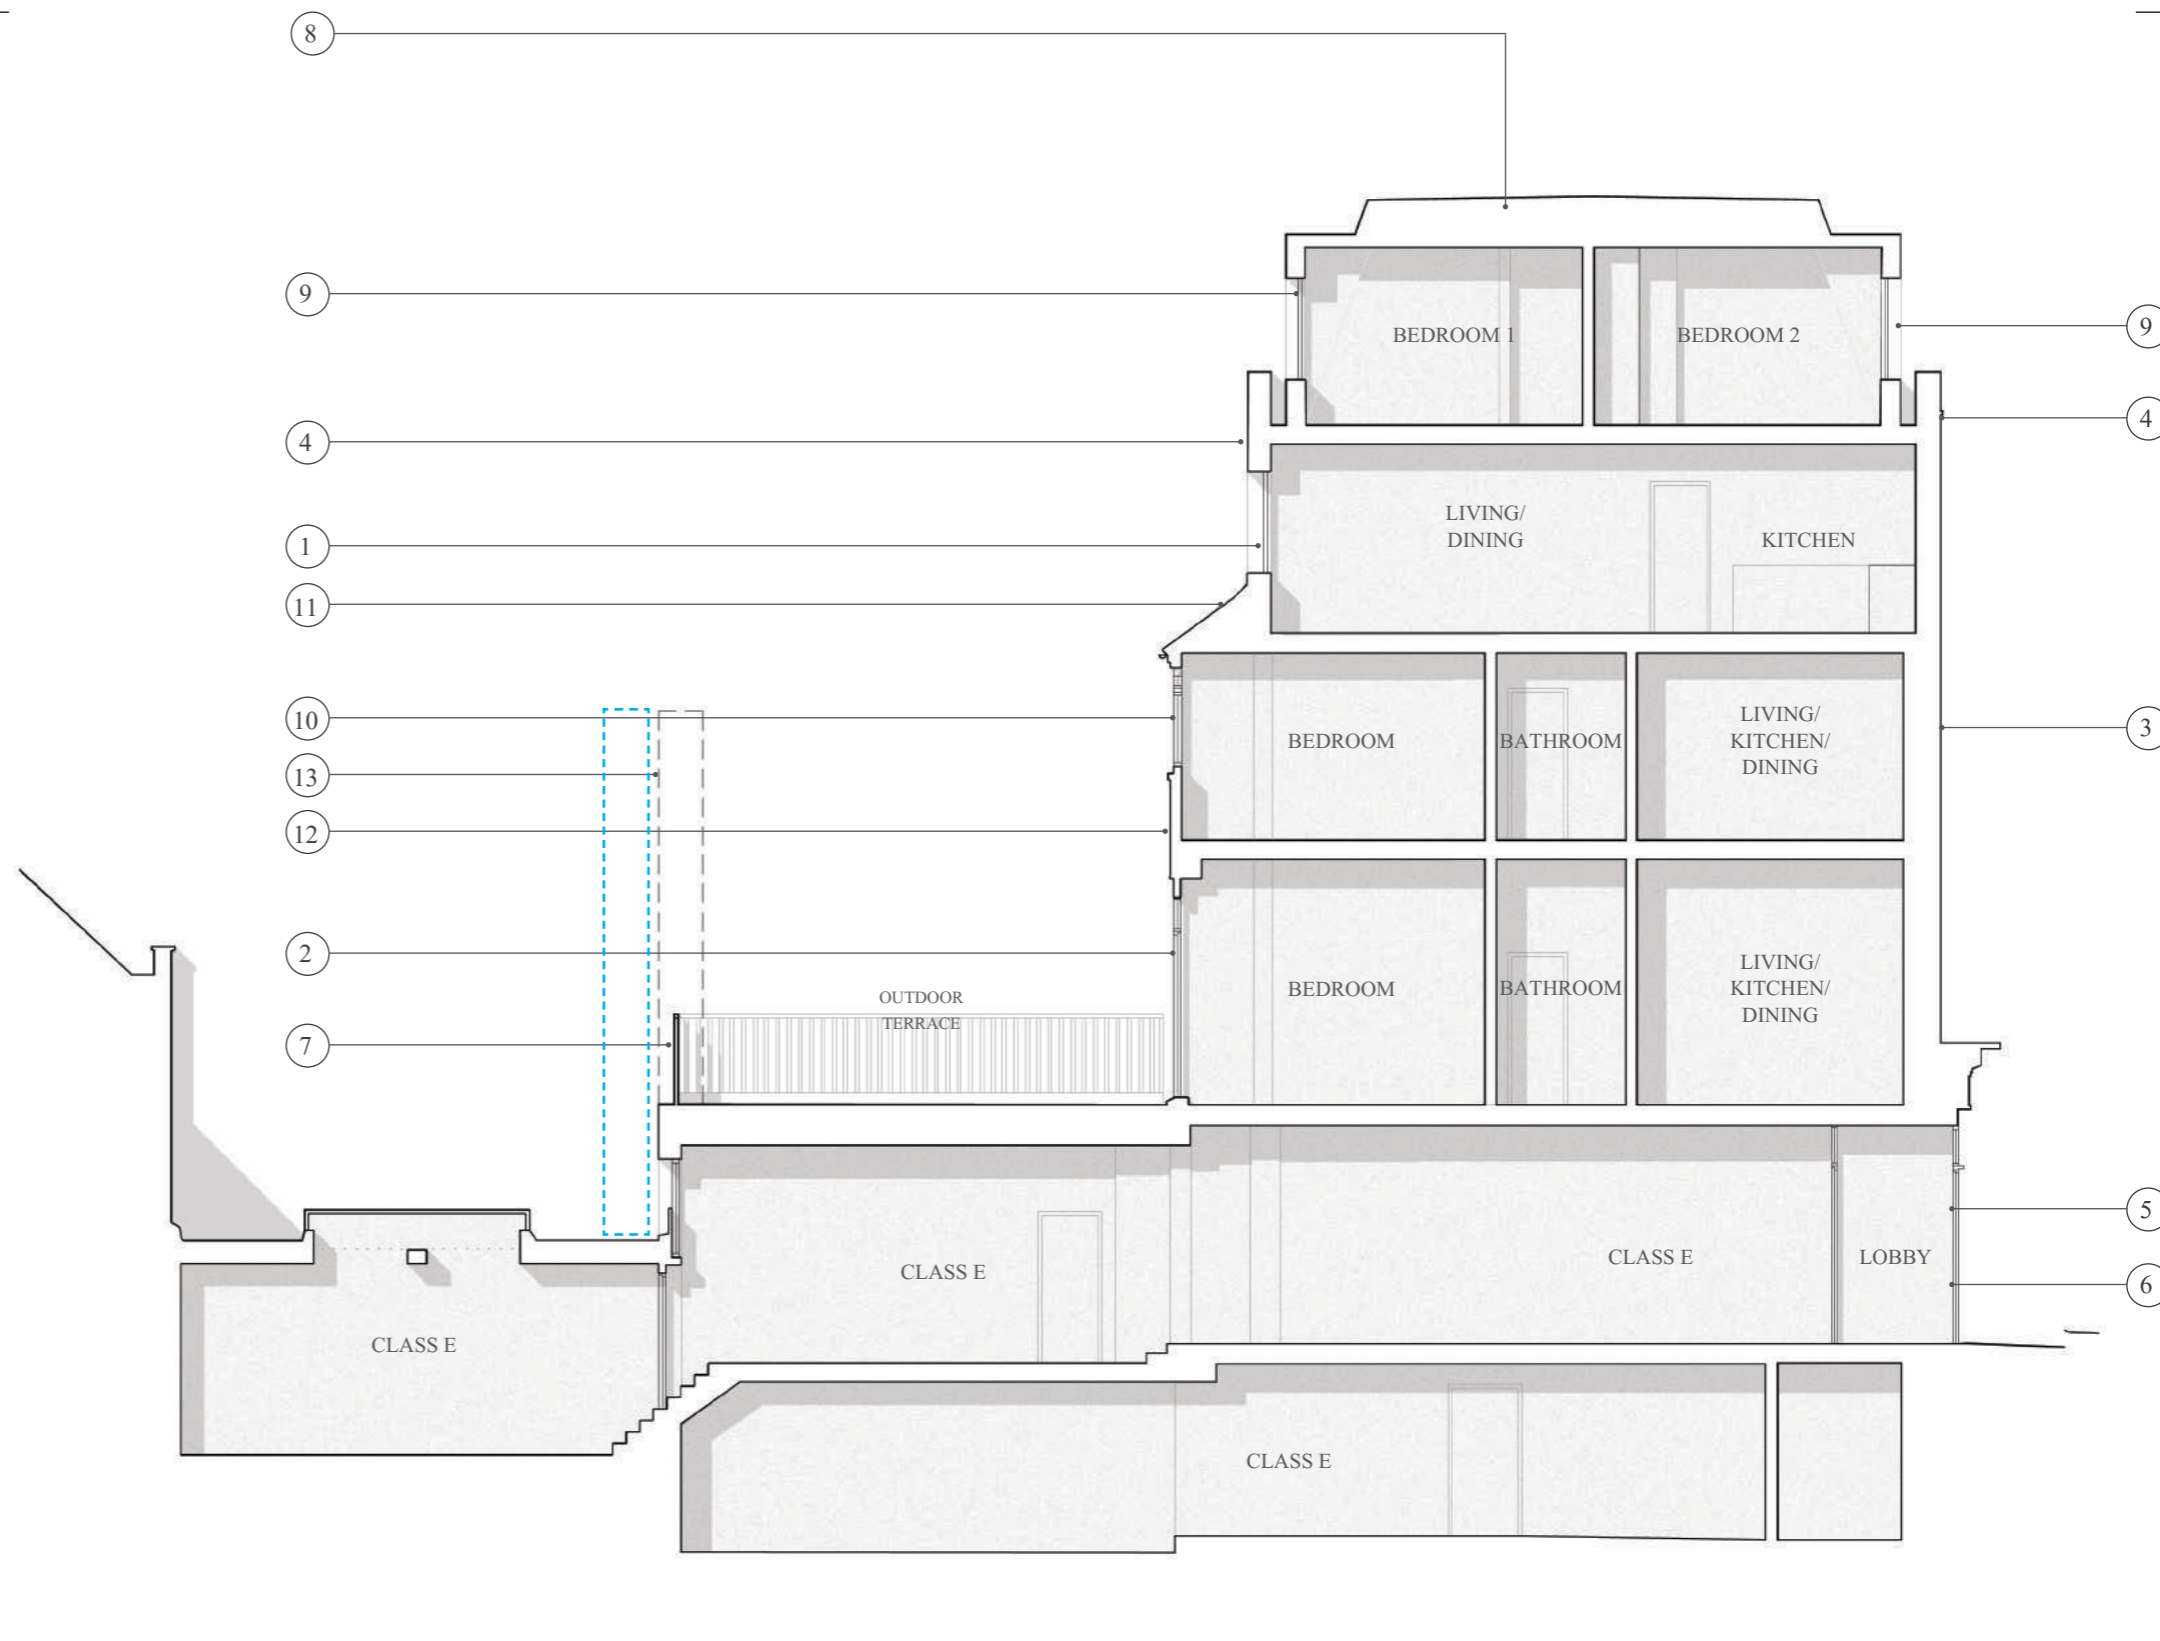 8
9
BEDROOM 1
BEDROOM 2
9
4
4
LIVING/
DINING
KITCHEN
1
11
10
LIVING/
KITCHEN/
DINING
BEDROOM
BATHROOM
3
13
12
2
LIVING/
KITCHEN/
DINING
BEDROOM
BATHROOM
OUTDOOR
TERRACE
7
5
CLASS E
CLASS E
LOBBY
6
CLASS E
CLASS E